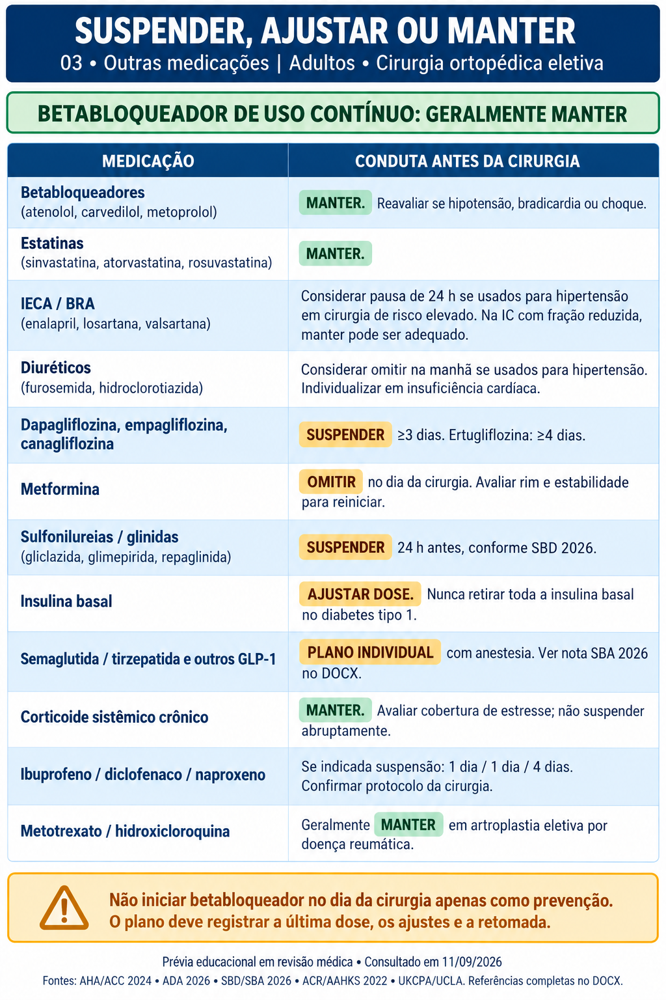 SUSPENDER, AJUSTAR OU MANTER
03 • Outras medicações | Adultos • Cirurgia ortopédica eletiva
BETABLOQUEADOR DE USO CONTÍNUO: GERALMENTE MANTER
MEDICAÇÃO
CONDUTA ANTES DA CIRURGIA
Betabloqueadores
(atenolol, carvedilol, metoprolol)
MANTER. Reavaliar se hipotensão, bradicardia ou choque.
Estatinas
(sinvastatina, atorvastatina, rosuvastatina)
MANTER.
IECA / BRA
(enalapril, losartana, valsartana)
Considerar pausa de 24 h se usados para hipertensão
em cirurgia de risco elevado. Na IC com fração reduzida,
manter pode ser adequado.
Diuréticos
(furosemida, hidroclorotiazida)
Considerar omitir na manhã se usados para hipertensão.
Individualizar em insuficiência cardíaca.
Dapagliflozina, empagliflozina,
canagliflozina
SUSPENDER ≥3 dias. Ertugliflozina: ≥4 dias.
Metformina
OMITIR no dia da cirurgia. Avaliar rim e estabilidade
para reiniciar.
Sulfonilureias / glinidas
(gliclazida, glimepirida, repaglinida)
SUSPENDER 24 h antes, conforme SBD 2026.
Insulina basal
AJUSTAR DOSE. Nunca retirar toda a insulina basal
no diabetes tipo 1.
Semaglutida / tirzepatida e outros GLP-1
PLANO INDIVIDUAL com anestesia. Ver nota SBA 2026
no DOCX.
Corticoide sistêmico crônico
MANTER. Avaliar cobertura de estresse; não suspender
abruptamente.
Ibuprofeno / diclofenaco / naproxeno
Se indicada suspensão: 1 dia / 1 dia / 4 dias.
Confirmar protocolo da cirurgia.
Metotrexato / hidroxicloroquina
Geralmente MANTER em artroplastia eletiva por
doença reumática.
Não iniciar betabloqueador no dia da cirurgia apenas como prevenção.
O plano deve registrar a última dose, os ajustes e a retomada.
Prévia educacional em revisão médica • Consultado em 11/09/2026
Fontes: AHA/ACC 2024 • ADA 2026 • SBD/SBA 2026 • ACR/AAHKS 2022 • UKCPA/UCLA. Referências completas no DOCX.